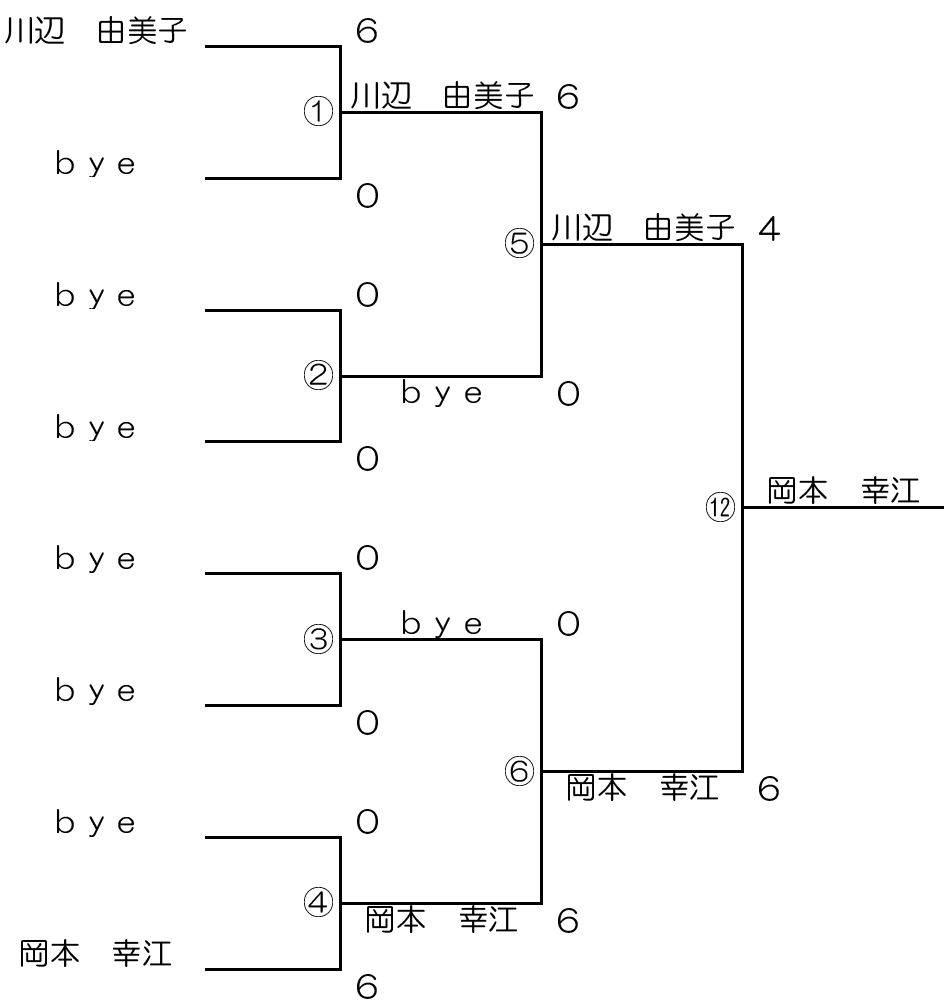 川辺　由美子 6
① 川辺　由美子 6
ｂｙｅ 0
⑤ 川辺　由美子 4
ｂｙｅ 0
② ｂｙｅ 0
ｂｙｅ 0
⑫ 岡本　幸江
ｂｙｅ 0
③ ｂｙｅ 0
ｂｙｅ 0
⑥ 岡本　幸江 6
ｂｙｅ 0
④ 岡本　幸江 6
岡本　幸江 6